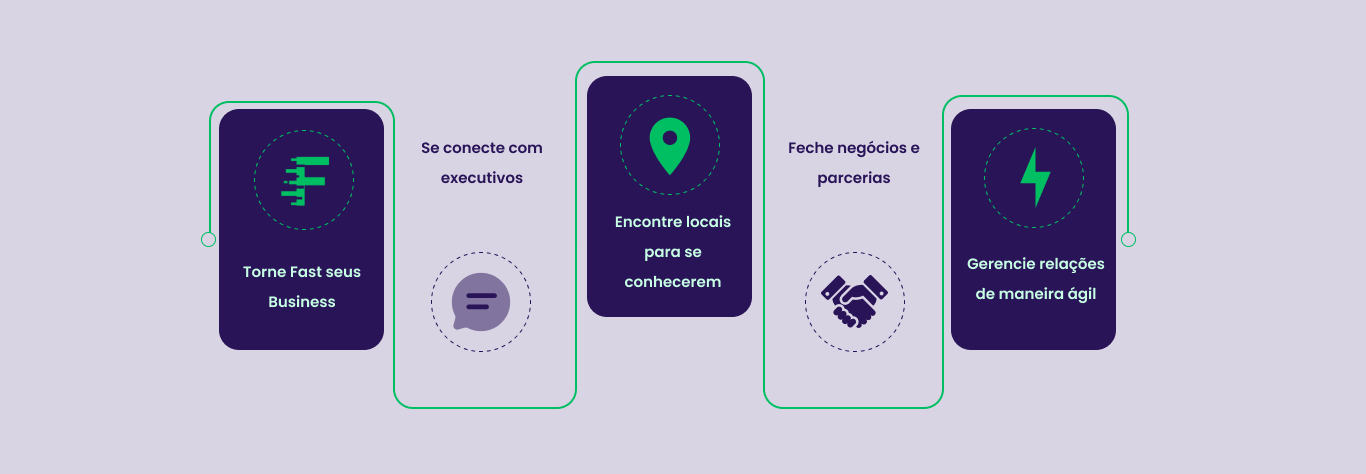 Torne Fast seus
Business
Se conecte com
executivos
Encontre locais
para se
conhecerem
Feche negócios e
parcerias
Gerencie relações
de maneira ágil